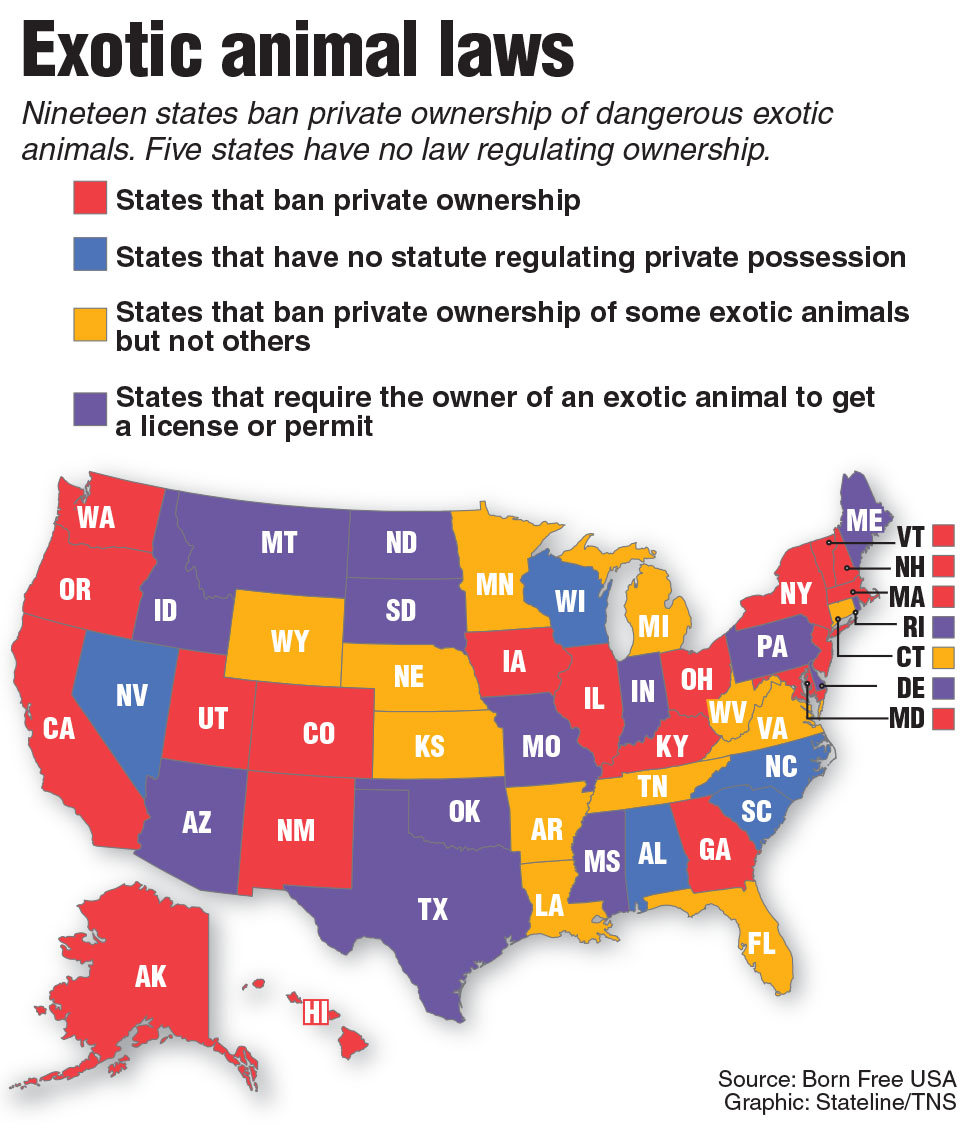 Exotic animal laws
Nineteen states ban private ownership of dangerous exotic
animals. Five states have no law regulating ownership.
States that ban private ownership
States that have no statute regulating private possession
States that ban private ownership of some exotic animals
but not others
States that require the owner of an exotic animal to get
a license or permit
WA
MT
ND
ME
VT
OR
ID
SD
MN
WI
MI
NY
NH
MA
RI
WY
NE
IA
PA
CT
NV
UT
CO
KS
MO
IL
IN
OH
WV
VA
DE
MD
CA
KY
NC
AZ
NM
OK
AR
TN
SC
TX
LA
MS
AL
GA
FL
AK
HI
Source: Born Free USA
Graphic: Stateline/TNS